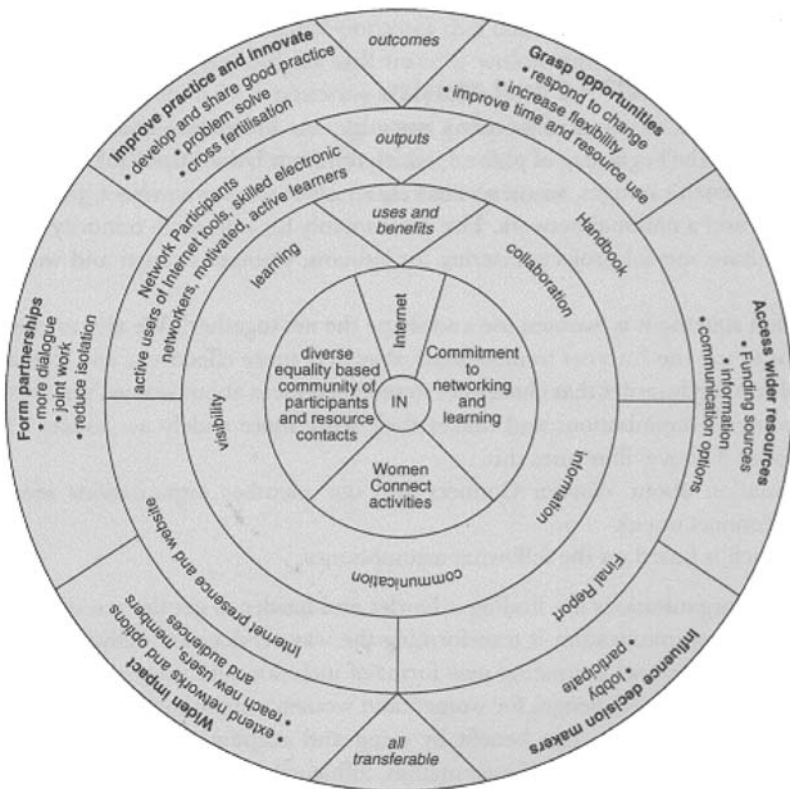 outcomes
Grasp opportunities
• respond to change
• increase flexibility
• improve time and resource use
Access wider resources
• Funding sources
• information
• communication options
Influence decision makers
• lobby
• participate
all
transferable
Widen impact
• extend networks and options
• reach new users, members
and audiences
Form partnerships
• more dialogue
• joint work
• reduce isolation
Improve practice and innovate
• develop and share good practice
• problem solve
• cross fertilisation
outputs
Handbook
Final Report
Internet presence and website
Network Participants
active users of Internet tools, skilled electronic
networkers, motivated, active learners
uses and
benefits
collaboration
information
communication
visibility
learning
Internet
Commitment
to
networking
and
learning
Women
Connect
activities
diverse
equality based
community of
participants
and resource
contacts
IN